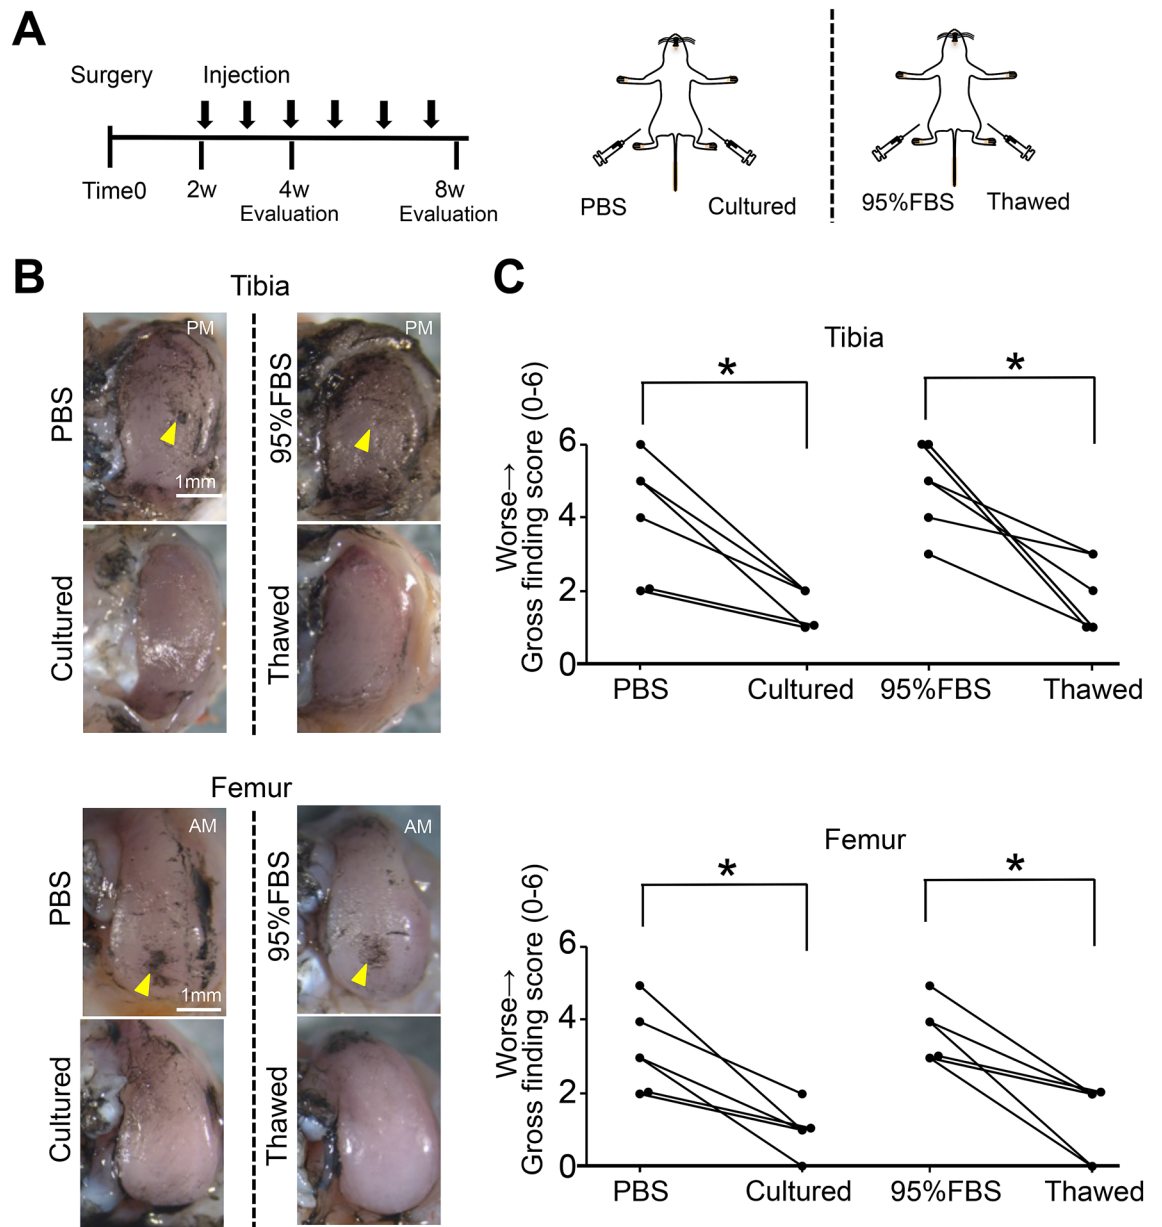 A
Surgery
Injection
Time0
2w
4w
8w
Evaluation
Evaluation
PBS
Cultured
95%FBS
Thawed
B
Tibia
PBS
PM
1mm
95%FBS
PM
Cultured
Thawed
Femur
PBS
AM
1mm
95%FBS
AM
Cultured
Thawed
C
Tibia
*
*
Worse→
Gross finding score (0-6)
6
4
2
0
PBS
Cultured
95%FBS
Thawed
Femur
*
*
Worse→
Gross finding score (0-6)
6
4
2
0
PBS
Cultured
95%FBS
Thawed